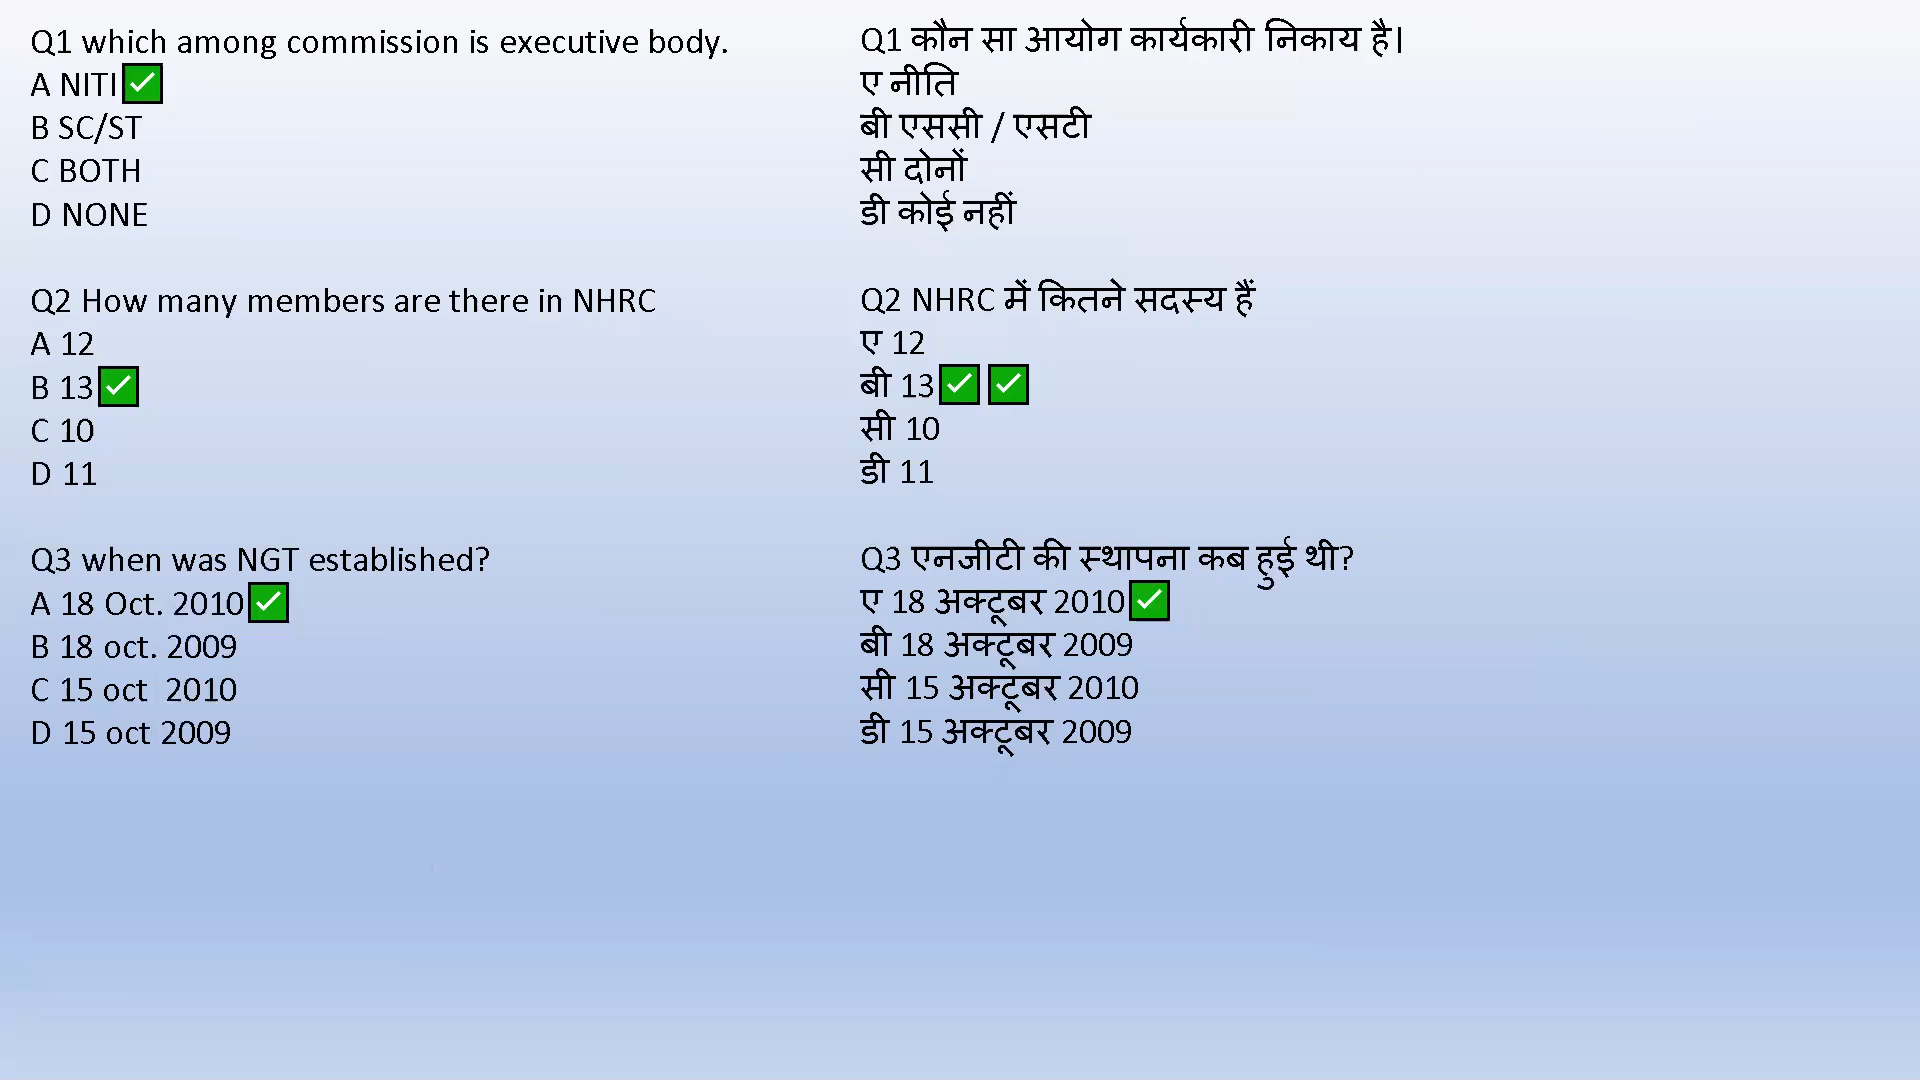 Q1 which among commission is executive body.
A NITI✅
B SC/ST
C BOTH
D NONE
Q2 How many members are there in NHRC
A 12
B 13✅
C 10
D 11
Q3 when was NGT established?
A 18 Oct. 2010✅
B 18 oct. 2009
C 15 oct  2010
D 15 oct 2009
Q1 कौन सा आयोग कार्यकारी निकाय है।
ए नीति
बी एससी / एसटी
सी दोनों
डी कोई नहीं
Q2 NHRC में कितने सदस्य हैं
ए 12
बी 13✅ ✅
सी 10
डी 11
Q3 एनजीटी की स्थापना कब हुई थी?
ए 18 अक्टूबर 2010✅
बी 18 अक्टूबर 2009
सी 15 अक्टूबर 2010
डी 15 अक्टूबर 2009